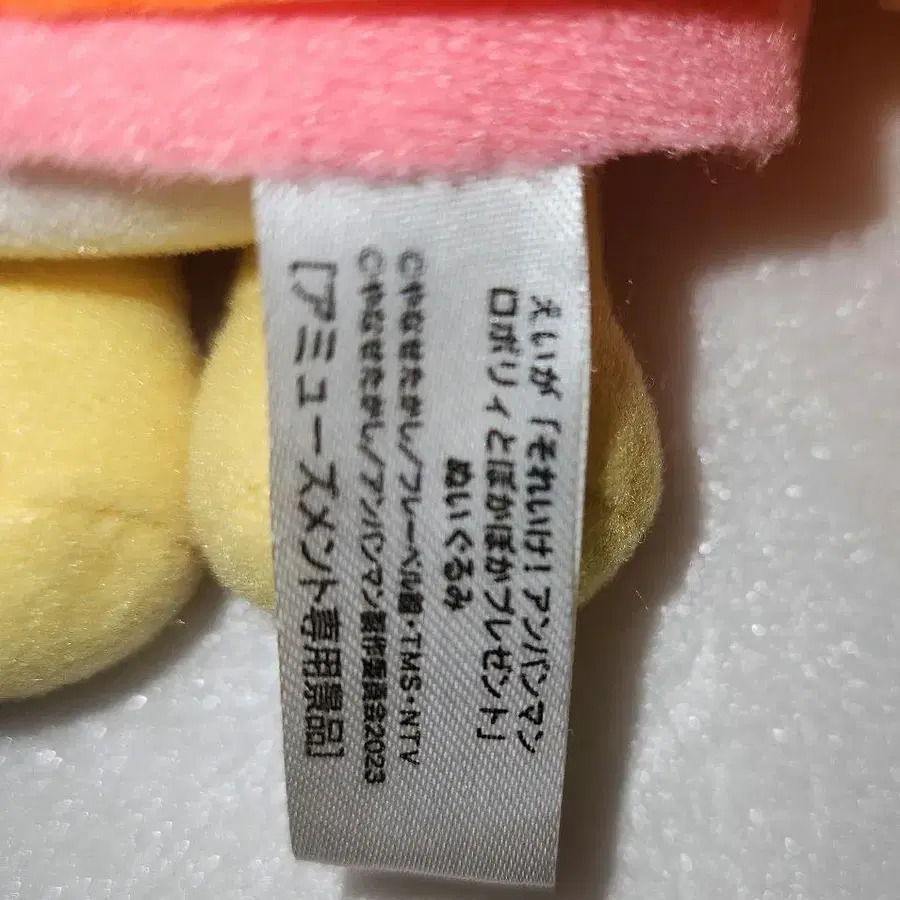 えいが「それいけ！アンパンマン
ロボリィとぽかぽかプレゼント」
ぬいぐるみ
©やなせたかし/フレーベル館・TMS・NTV
©やなせたかし/アンパンマン製作委員会2023
[アミューズメント専用景品]